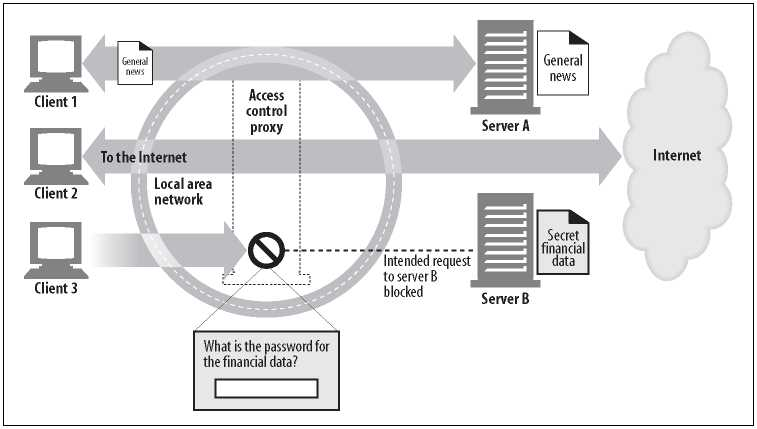 General
news
Client 1
Access
control
proxy
General
news
Server A
To the Internet
Client 2
Internet
Local area
network
Client 3
Intended request
to server B
blocked
Secret
financial
data
Server B
What is the password for
the financial data?